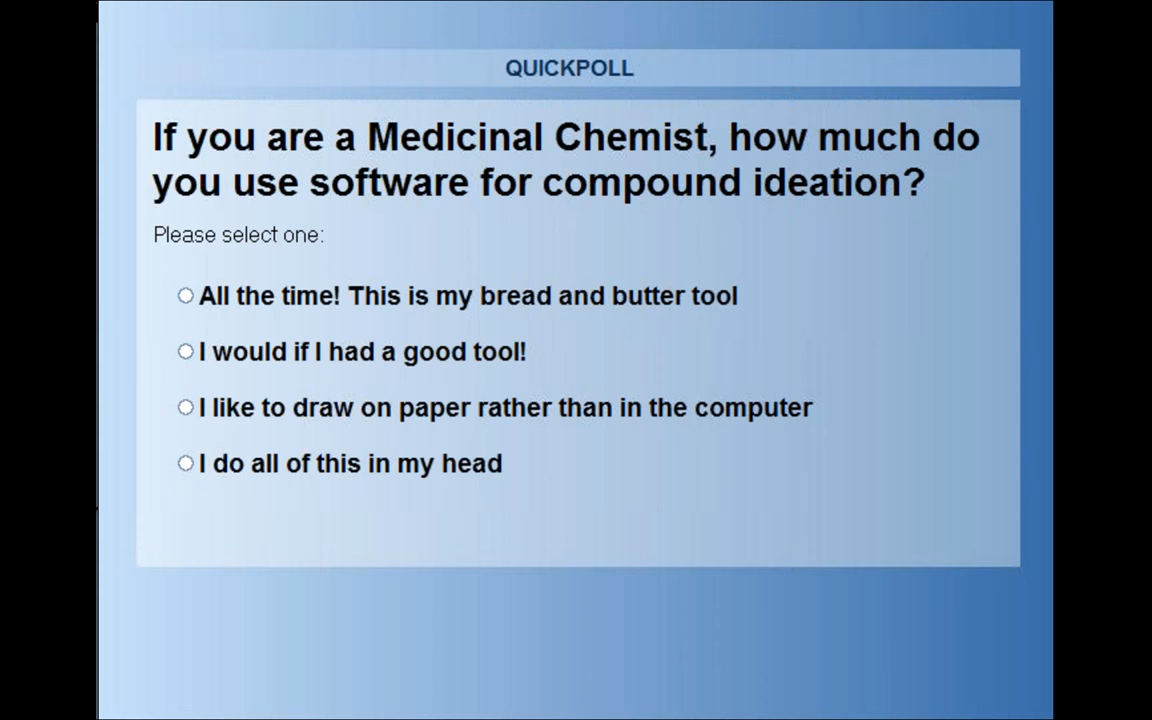 QUICKPOLL
If you are a Medicinal Chemist, how much do
you use software for compound ideation?
Please select one:
All the time! This is my bread and butter tool
I would if I had a good tool!
I like to draw on paper rather than in the computer
I do all of this in my head